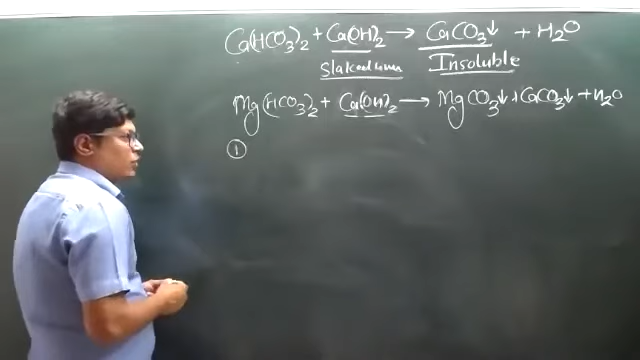 Ca(HCO₃)₂ + Ca(OH)₂ → CaCO₃↓ + H₂O
Slaked lime Insoluble
Mg(HCO₃)₂ + Ca(OH)₂ → MgCO₃↓ + CaCO₃↓ + H₂O
①